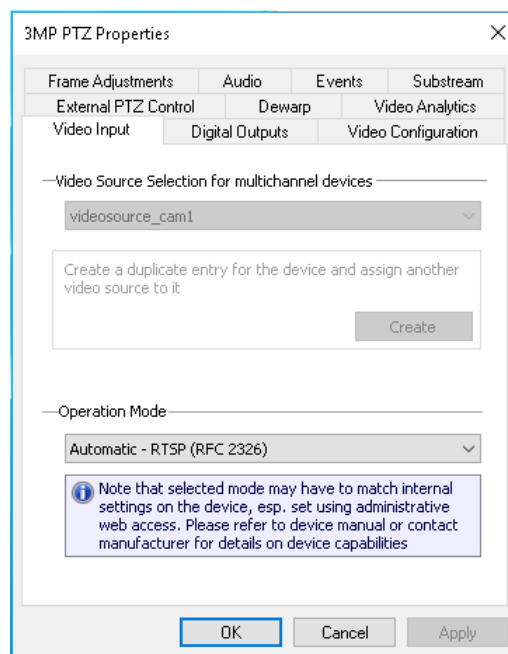 3MP PTZ Properties
Frame Adjustments Audio Events Substream
External PTZ Control Dewarp Video Analytics
Video Input Digital Outputs Video Configuration
Video Source Selection for multichannel devices
videosource_cam1
Create a duplicate entry for the device and assign another
video source to it
Create
Operation Mode
Automatic - RTSP (RFC 2326)
Note that selected mode may have to match internal
settings on the device, esp. set using administrative
web access. Please refer to device manual or contact
manufacturer for details on device capabilities
OK Cancel Apply